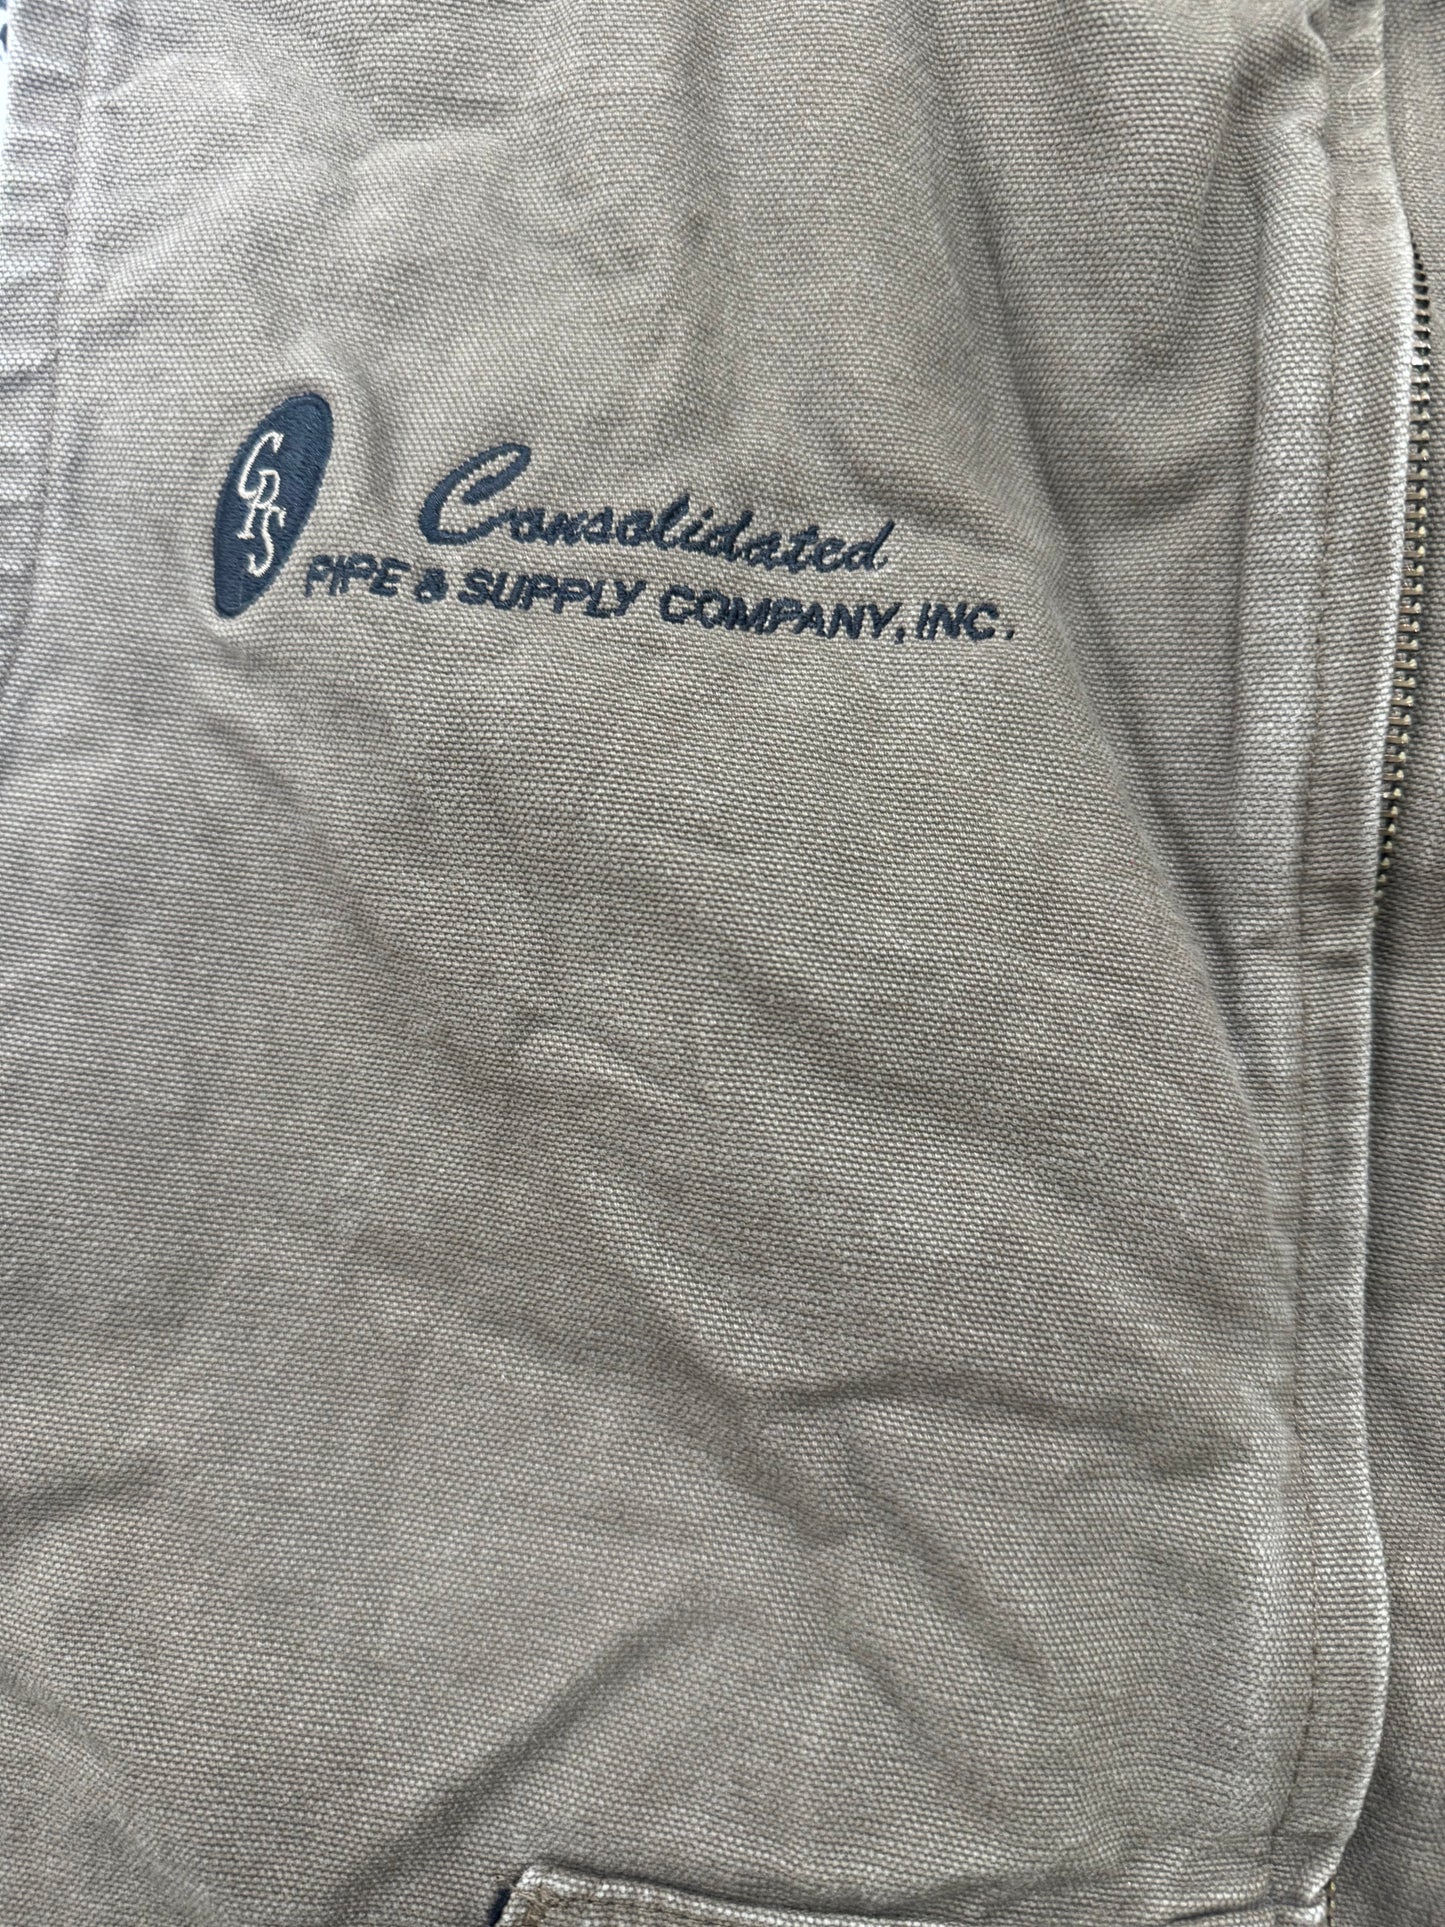 CPS
Consolidated
PIPE & SUPPLY COMPANY, INC.